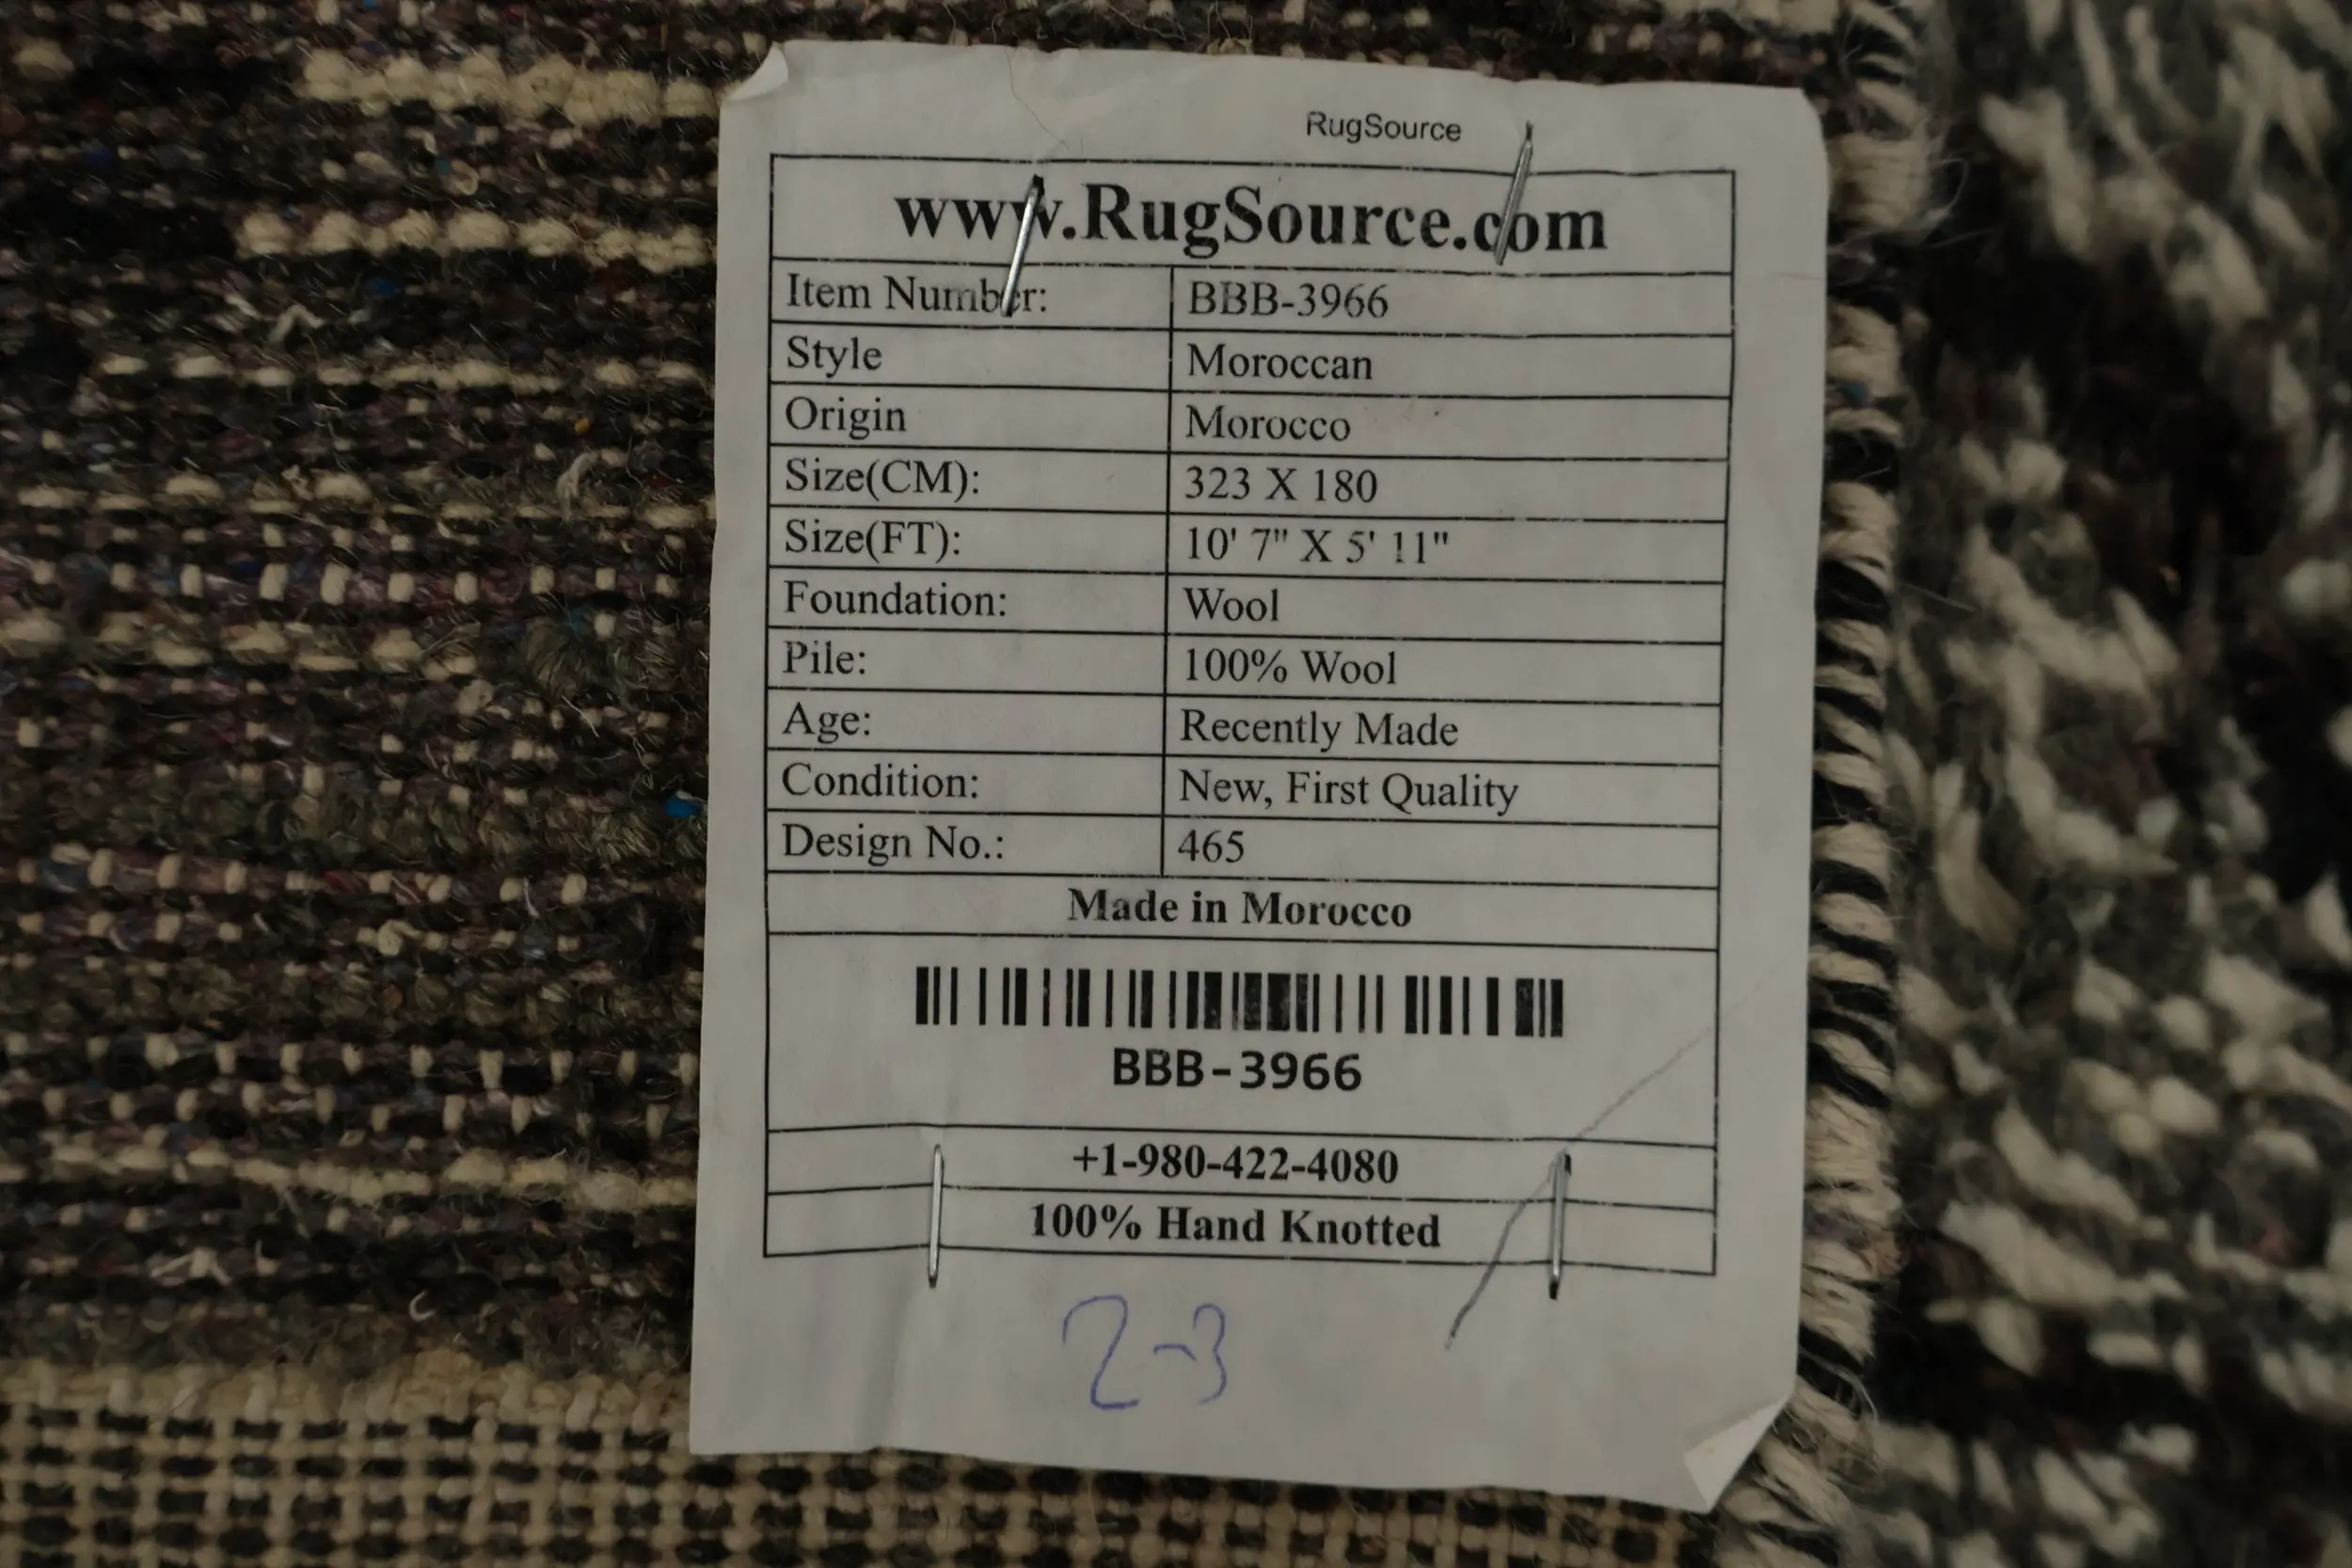 RugSource
www.RugSource.com
Item Number: BBB-3966
Style Moroccan
Origin Morocco
Size(CM): 323 X 180
Size(FT): 10' 7" X 5' 11"
Foundation: Wool
Pile: 100% Wool
Age: Recently Made
Condition: New, First Quality
Design No.: 465
Made in Morocco
BBB-3966
+1-980-422-4080
100% Hand Knotted
2-3